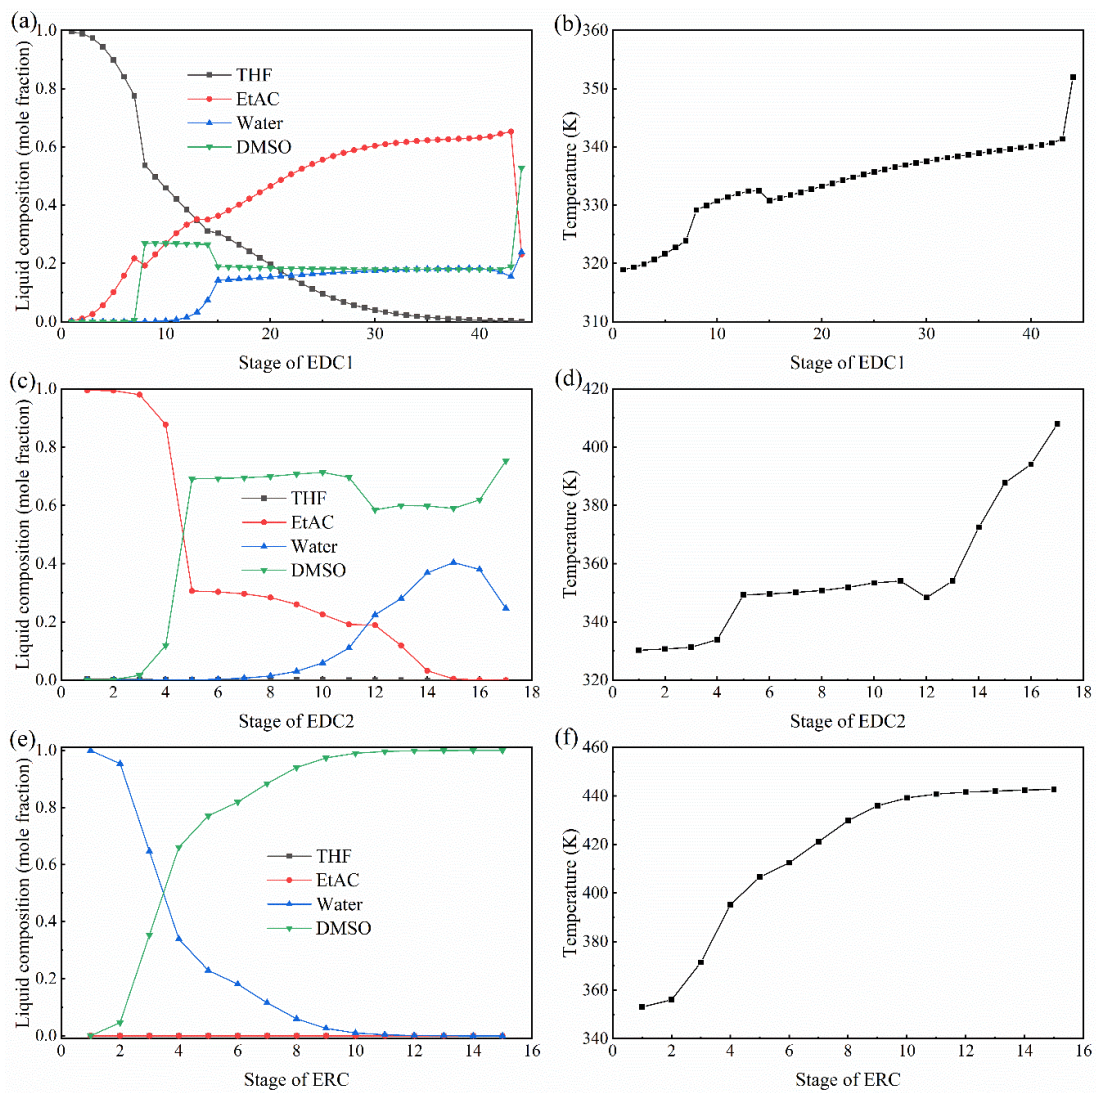 (a)
Liquid composition (mole fraction)
1.0
0.8
0.6
0.4
0.2
0.0
THF
EtAC
Water
DMSO
0 10 20 30 40
Stage of EDC1
(b)
Temperature (K)
360
350
340
330
320
310
0 10 20 30 40
Stage of EDC1
(c)
Liquid composition (mole fraction)
1.0
0.8
0.6
0.4
0.2
0.0
THF
EtAC
Water
DMSO
0 2 4 6 8 10 12 14 16 18
Stage of EDC2
(d)
Temperature (K)
420
400
380
360
340
320
0 2 4 6 8 10 12 14 16 18
Stage of EDC2
(e)
Liquid composition (mole fraction)
1.0
0.8
0.6
0.4
0.2
0.0
THF
EtAC
Water
DMSO
0 2 4 6 8 10 12 14 16
Stage of ERC
(f)
Temperature (K)
460
440
420
400
380
360
340
0 2 4 6 8 10 12 14 16
Stage of ERC